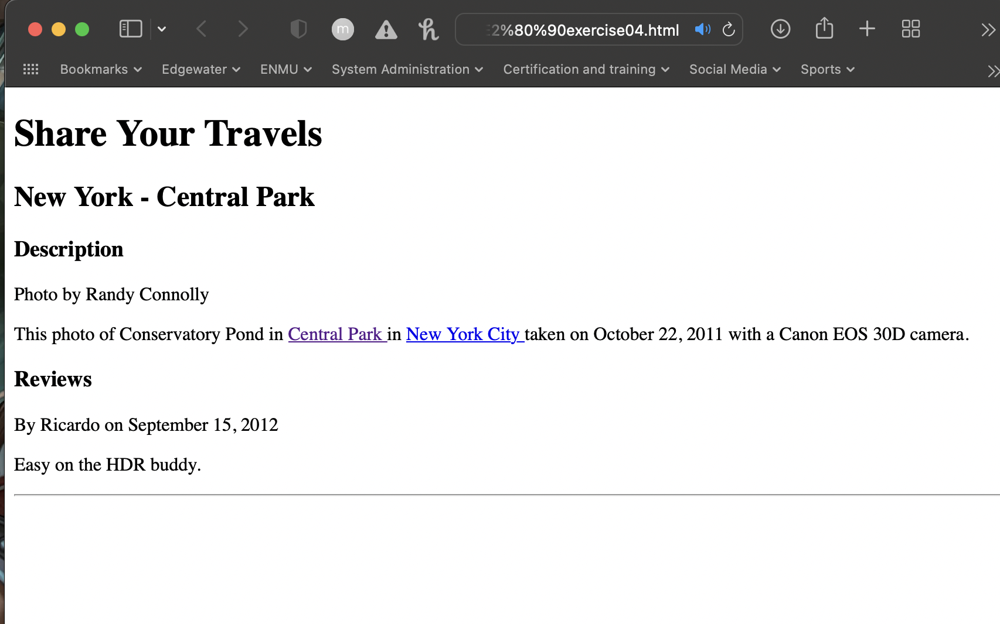 m
2%80%90exercise04.html
Bookmarks Edgewater ENMU System Administration Certification and training Social Media Sports
Share Your Travels
New York - Central Park
Description
Photo by Randy Connolly
This photo of Conservatory Pond in Central Park in New York City taken on October 22, 2011 with a Canon EOS 30D camera.
Reviews
By Ricardo on September 15, 2012
Easy on the HDR buddy.